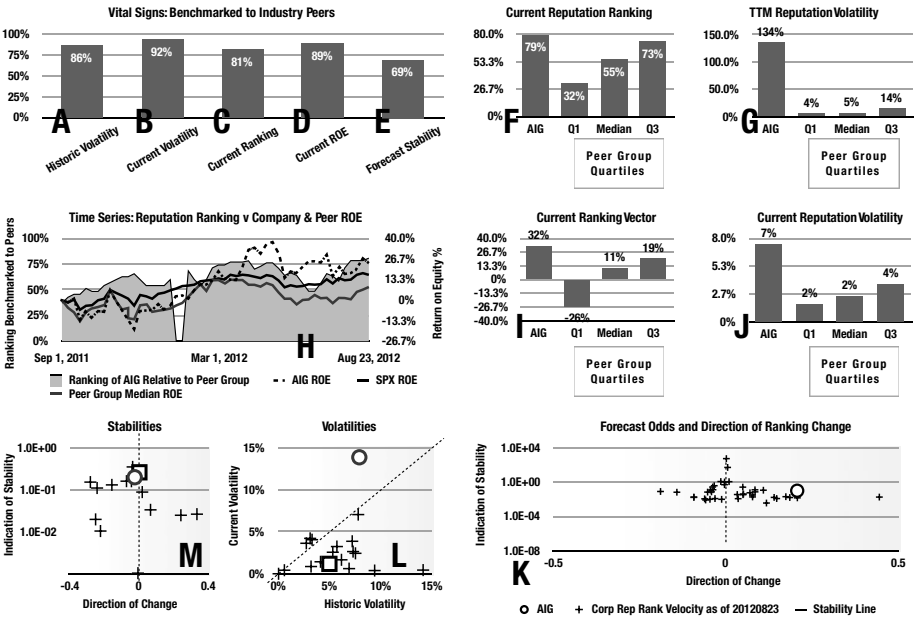 Vital Signs: Benchmarked to Industry Peers
100%
75%
50%
25%
0%
86%
92%
81%
89%
69%
A
B
C
D
E
Historic Volatility
Current Volatility
Current Ranking
Current ROE
Forecast Stability
Current Reputation Ranking
80.0%
53.3%
26.7%
0%
79%
32%
55%
73%
F
AIG Q1 Median Q3
Peer Group
Quartiles
TTM Reputation Volatility
150.0%
100.0%
50.0%
0%
134%
4%
5%
14%
G
AIG Q1 Median Q3
Peer Group
Quartiles
Time Series: Reputation Ranking v Company & Peer ROE
Ranking Benchmarked to Peers
100%
75%
50%
25%
0%
40.0%
26.7%
13.3%
0%
-13.3%
-26.7%
Return on Equity %
H
Sep 1, 2011
Mar 1, 2012
Aug 23, 2012
Ranking of AIG Relative to Peer Group
AIG ROE
SPX ROE
Peer Group Median ROE
Current Ranking Vector
40.0%
26.7%
13.3%
0%
-13.3%
-26.7%
-40.0%
32%
-26%
11%
19%
I
AIG Q1 Median Q3
Peer Group
Quartiles
Current Reputation Volatility
8.0%
5.3%
2.7%
0%
7%
2%
2%
4%
J
AIG Q1 Median Q3
Peer Group
Quartiles
Stabilities
Indication of Stability
1.0E+00
1.0E-01
1.0E-02
M
-0.4
0
0.4
Direction of Change
Volatilities
Current Volatility
15%
10%
5%
0%
L
0%
5%
10%
15%
Historic Volatility
Forecast Odds and Direction of Ranking Change
Indication of Stability
1.0E+04
1.0E+00
1.0E-04
1.0E-08
K
-0.5
0
0.5
Direction of Change
AIG
Corp Rep Rank Velocity as of 20120823
Stability Line